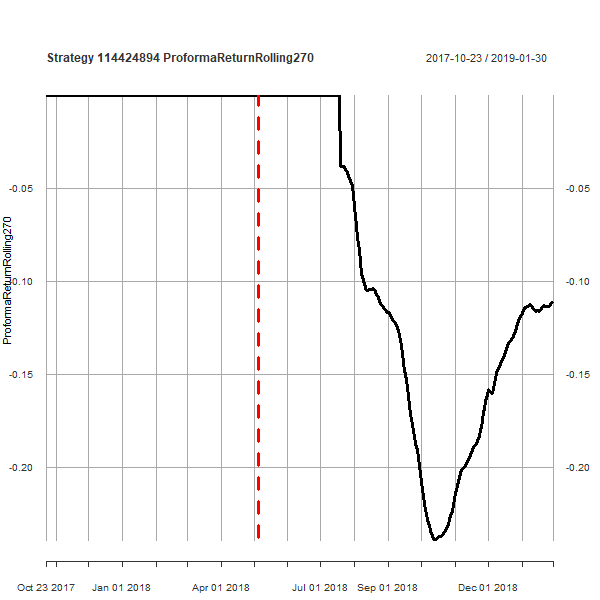 Strategy 114424894 ProformaReturnRolling270
2017-10-23 / 2019-01-30
-0.05
-0.05
ProformaReturnRolling270
-0.10
-0.10
-0.15
-0.15
-0.20
-0.20
Oct 23 2017
Jan 01 2018
Apr 01 2018
Jul 01 2018
Sep 01 2018
Dec 01 2018